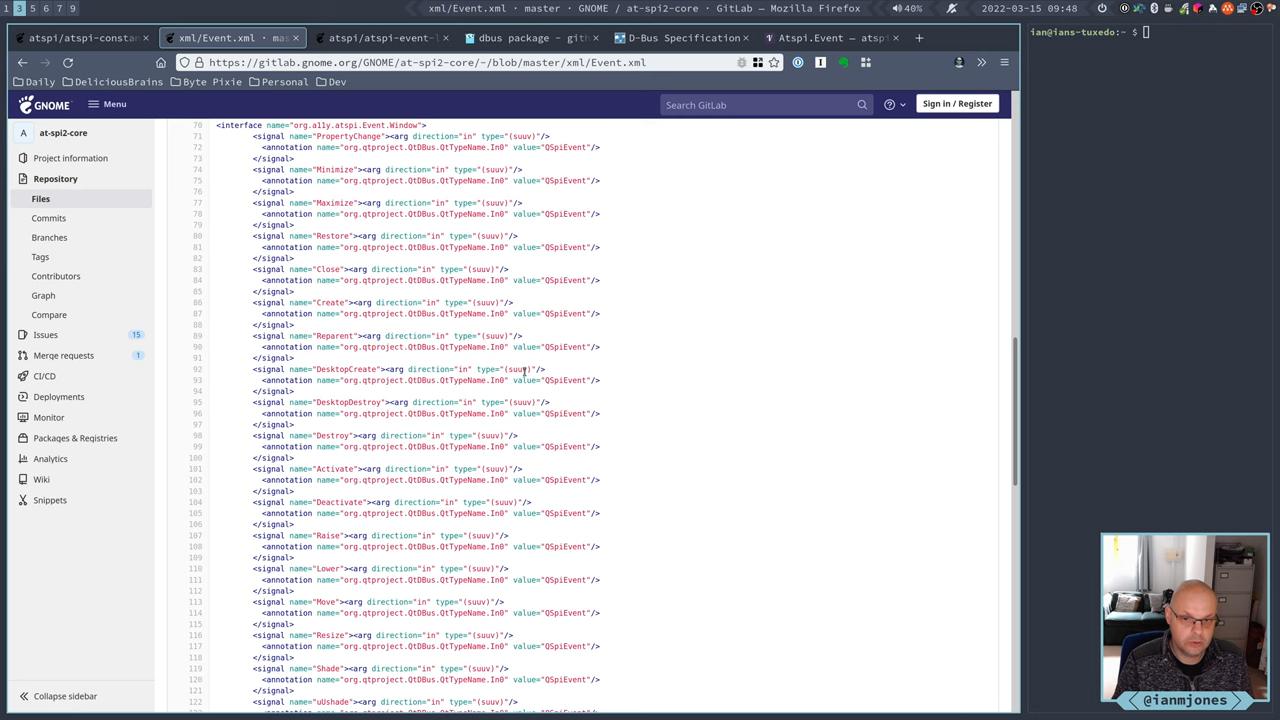 1 3 5 6 7 8
xml/Event.xml · master · GNOME / at-spi2-core · GitLab — Mozilla Firefox
40%
2022-03-15 09:48
atspi/atspi-constan
xml/Event.xml · mas
atspi/atspi-event-l
dbus package - gith
D-Bus Specification
Atspi.Event – atspi
https://gitlab.gnome.org/GNOME/at-spi2-core/-/blob/master/xml/Event.xml
Daily DeliciousBrains Byte Pixie Personal Dev
GNOME Menu Search GitLab Sign in / Register
A at-spi2-core
Project information
Repository
Files
Commits
Branches
Tags
Contributors
Graph
Compare
Issues 15
Merge requests 1
CI/CD
Deployments
Monitor
Packages & Registries
Analytics
Wiki
Snippets
Collapse sidebar
70 <interface name="org.a11y.atspi.Event.Window">
71 <signal name="PropertyChange"><arg direction="in" type="(suuv)"/>
72 <annotation name="org.qtproject.QtDBus.QtTypeName.In0" value="QSpiEvent"/>
73 </signal>
74 <signal name="Minimize"><arg direction="in" type="(suuv)"/>
75 <annotation name="org.qtproject.QtDBus.QtTypeName.In0" value="QSpiEvent"/>
76 </signal>
77 <signal name="Maximize"><arg direction="in" type="(suuv)"/>
78 <annotation name="org.qtproject.QtDBus.QtTypeName.In0" value="QSpiEvent"/>
79 </signal>
80 <signal name="Restore"><arg direction="in" type="(suuv)"/>
81 <annotation name="org.qtproject.QtDBus.QtTypeName.In0" value="QSpiEvent"/>
82 </signal>
83 <signal name="Close"><arg direction="in" type="(suuv)"/>
84 <annotation name="org.qtproject.QtDBus.QtTypeName.In0" value="QSpiEvent"/>
85 </signal>
86 <signal name="Create"><arg direction="in" type="(suuv)"/>
87 <annotation name="org.qtproject.QtDBus.QtTypeName.In0" value="QSpiEvent"/>
88 </signal>
89 <signal name="Reparent"><arg direction="in" type="(suuv)"/>
90 <annotation name="org.qtproject.QtDBus.QtTypeName.In0" value="QSpiEvent"/>
91 </signal>
92 <signal name="DesktopCreate"><arg direction="in" type="(suuv)"/>
93 <annotation name="org.qtproject.QtDBus.QtTypeName.In0" value="QSpiEvent"/>
94 </signal>
95 <signal name="DesktopDestroy"><arg direction="in" type="(suuv)"/>
96 <annotation name="org.qtproject.QtDBus.QtTypeName.In0" value="QSpiEvent"/>
97 </signal>
98 <signal name="Destroy"><arg direction="in" type="(suuv)"/>
99 <annotation name="org.qtproject.QtDBus.QtTypeName.In0" value="QSpiEvent"/>
100 </signal>
101 <signal name="Activate"><arg direction="in" type="(suuv)"/>
102 <annotation name="org.qtproject.QtDBus.QtTypeName.In0" value="QSpiEvent"/>
103 </signal>
104 <signal name="Deactivate"><arg direction="in" type="(suuv)"/>
105 <annotation name="org.qtproject.QtDBus.QtTypeName.In0" value="QSpiEvent"/>
106 </signal>
107 <signal name="Raise"><arg direction="in" type="(suuv)"/>
108 <annotation name="org.qtproject.QtDBus.QtTypeName.In0" value="QSpiEvent"/>
109 </signal>
110 <signal name="Lower"><arg direction="in" type="(suuv)"/>
111 <annotation name="org.qtproject.QtDBus.QtTypeName.In0" value="QSpiEvent"/>
112 </signal>
113 <signal name="Move"><arg direction="in" type="(suuv)"/>
114 <annotation name="org.qtproject.QtDBus.QtTypeName.In0" value="QSpiEvent"/>
115 </signal>
116 <signal name="Resize"><arg direction="in" type="(suuv)"/>
117 <annotation name="org.qtproject.QtDBus.QtTypeName.In0" value="QSpiEvent"/>
118 </signal>
119 <signal name="Shade"><arg direction="in" type="(suuv)"/>
120 <annotation name="org.qtproject.QtDBus.QtTypeName.In0" value="QSpiEvent"/>
121 </signal>
122 <signal name="uUshade"><arg direction="in" type="(suuv)"/>
ian@ians-tuxedo:~ $
@ianmjones